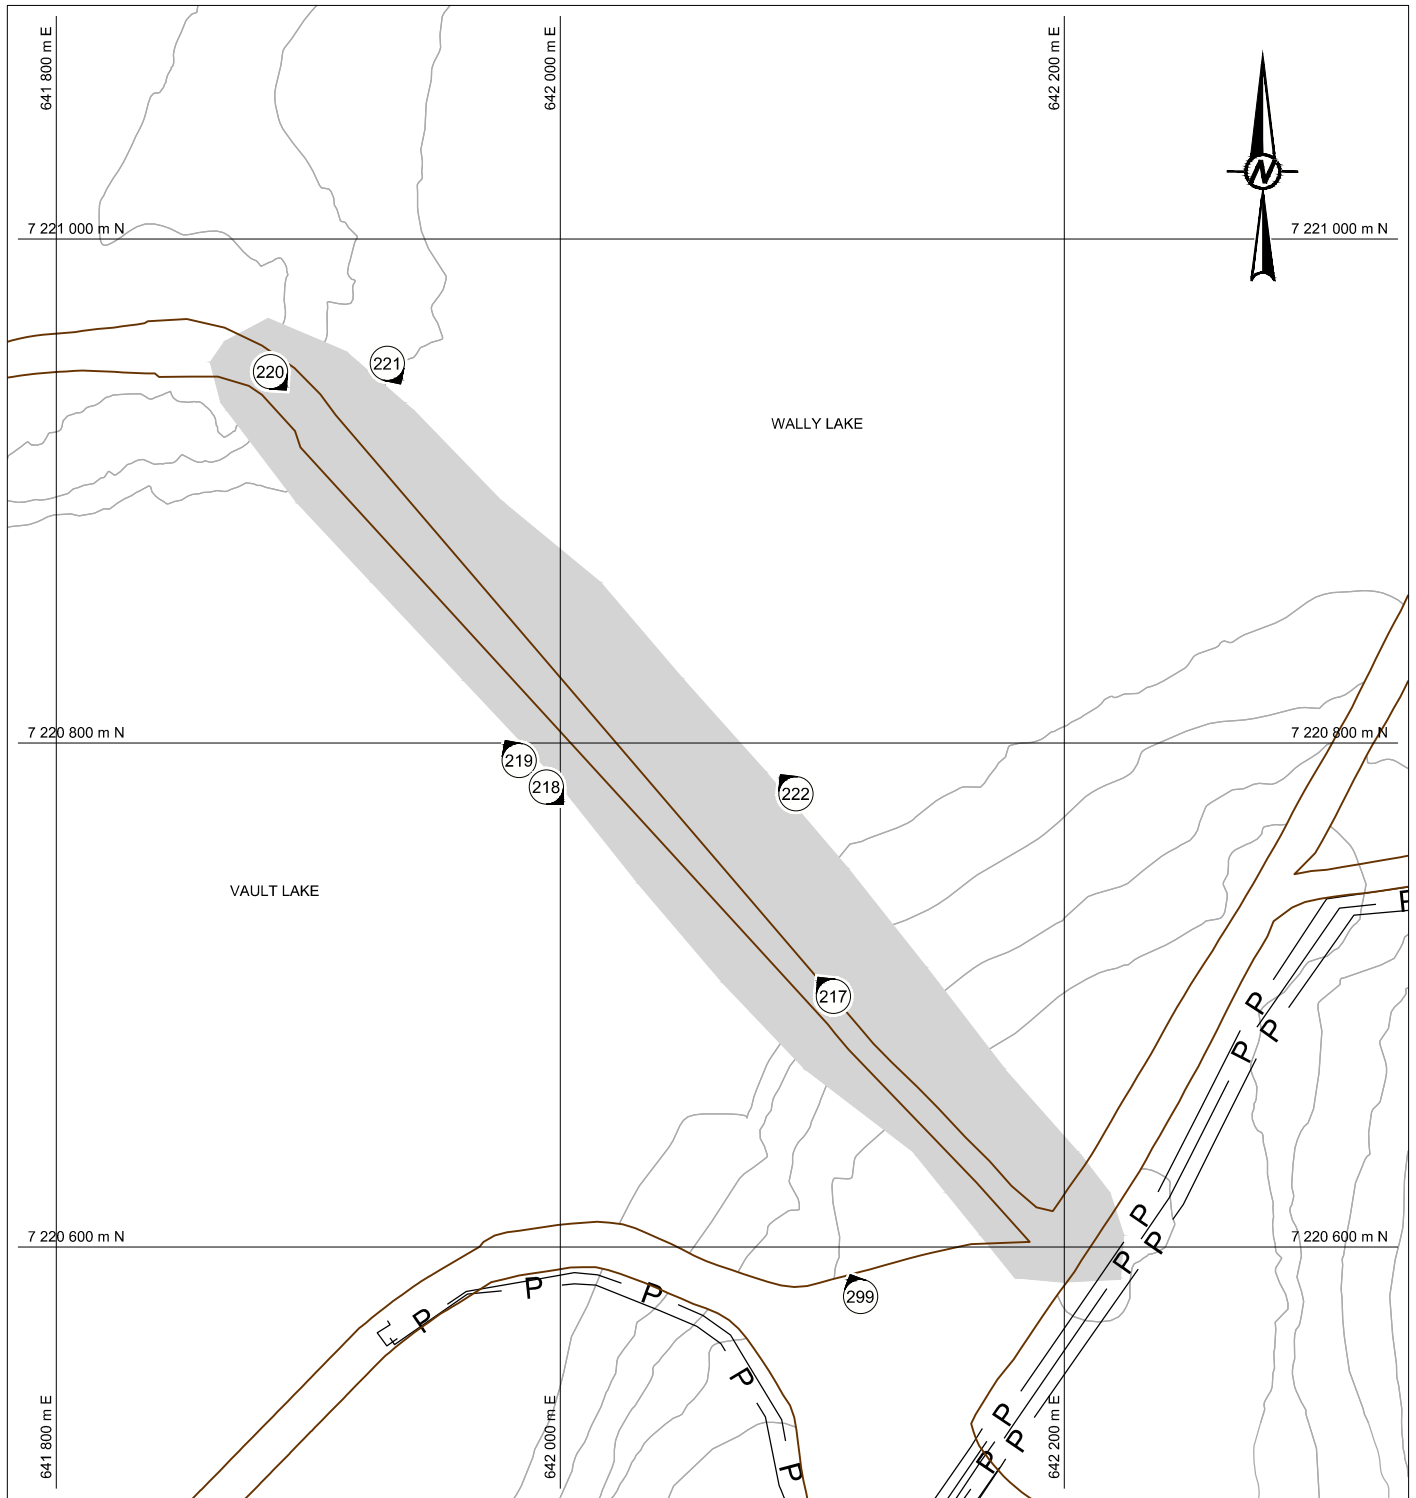 641 800 m E
642 000 m E
642 200 m E
N
7 221 000 m N
7 221 000 m N
220
221
WALLY LAKE
7 220 800 m N
7 220 800 m N
219
218
222
VAULT LAKE
P
217
P
P
P
P
P
P
7 220 600 m N
7 220 600 m N
P
P
P
299
P
P
P
P
P
P
641 800 m E
642 000 m E
642 200 m E